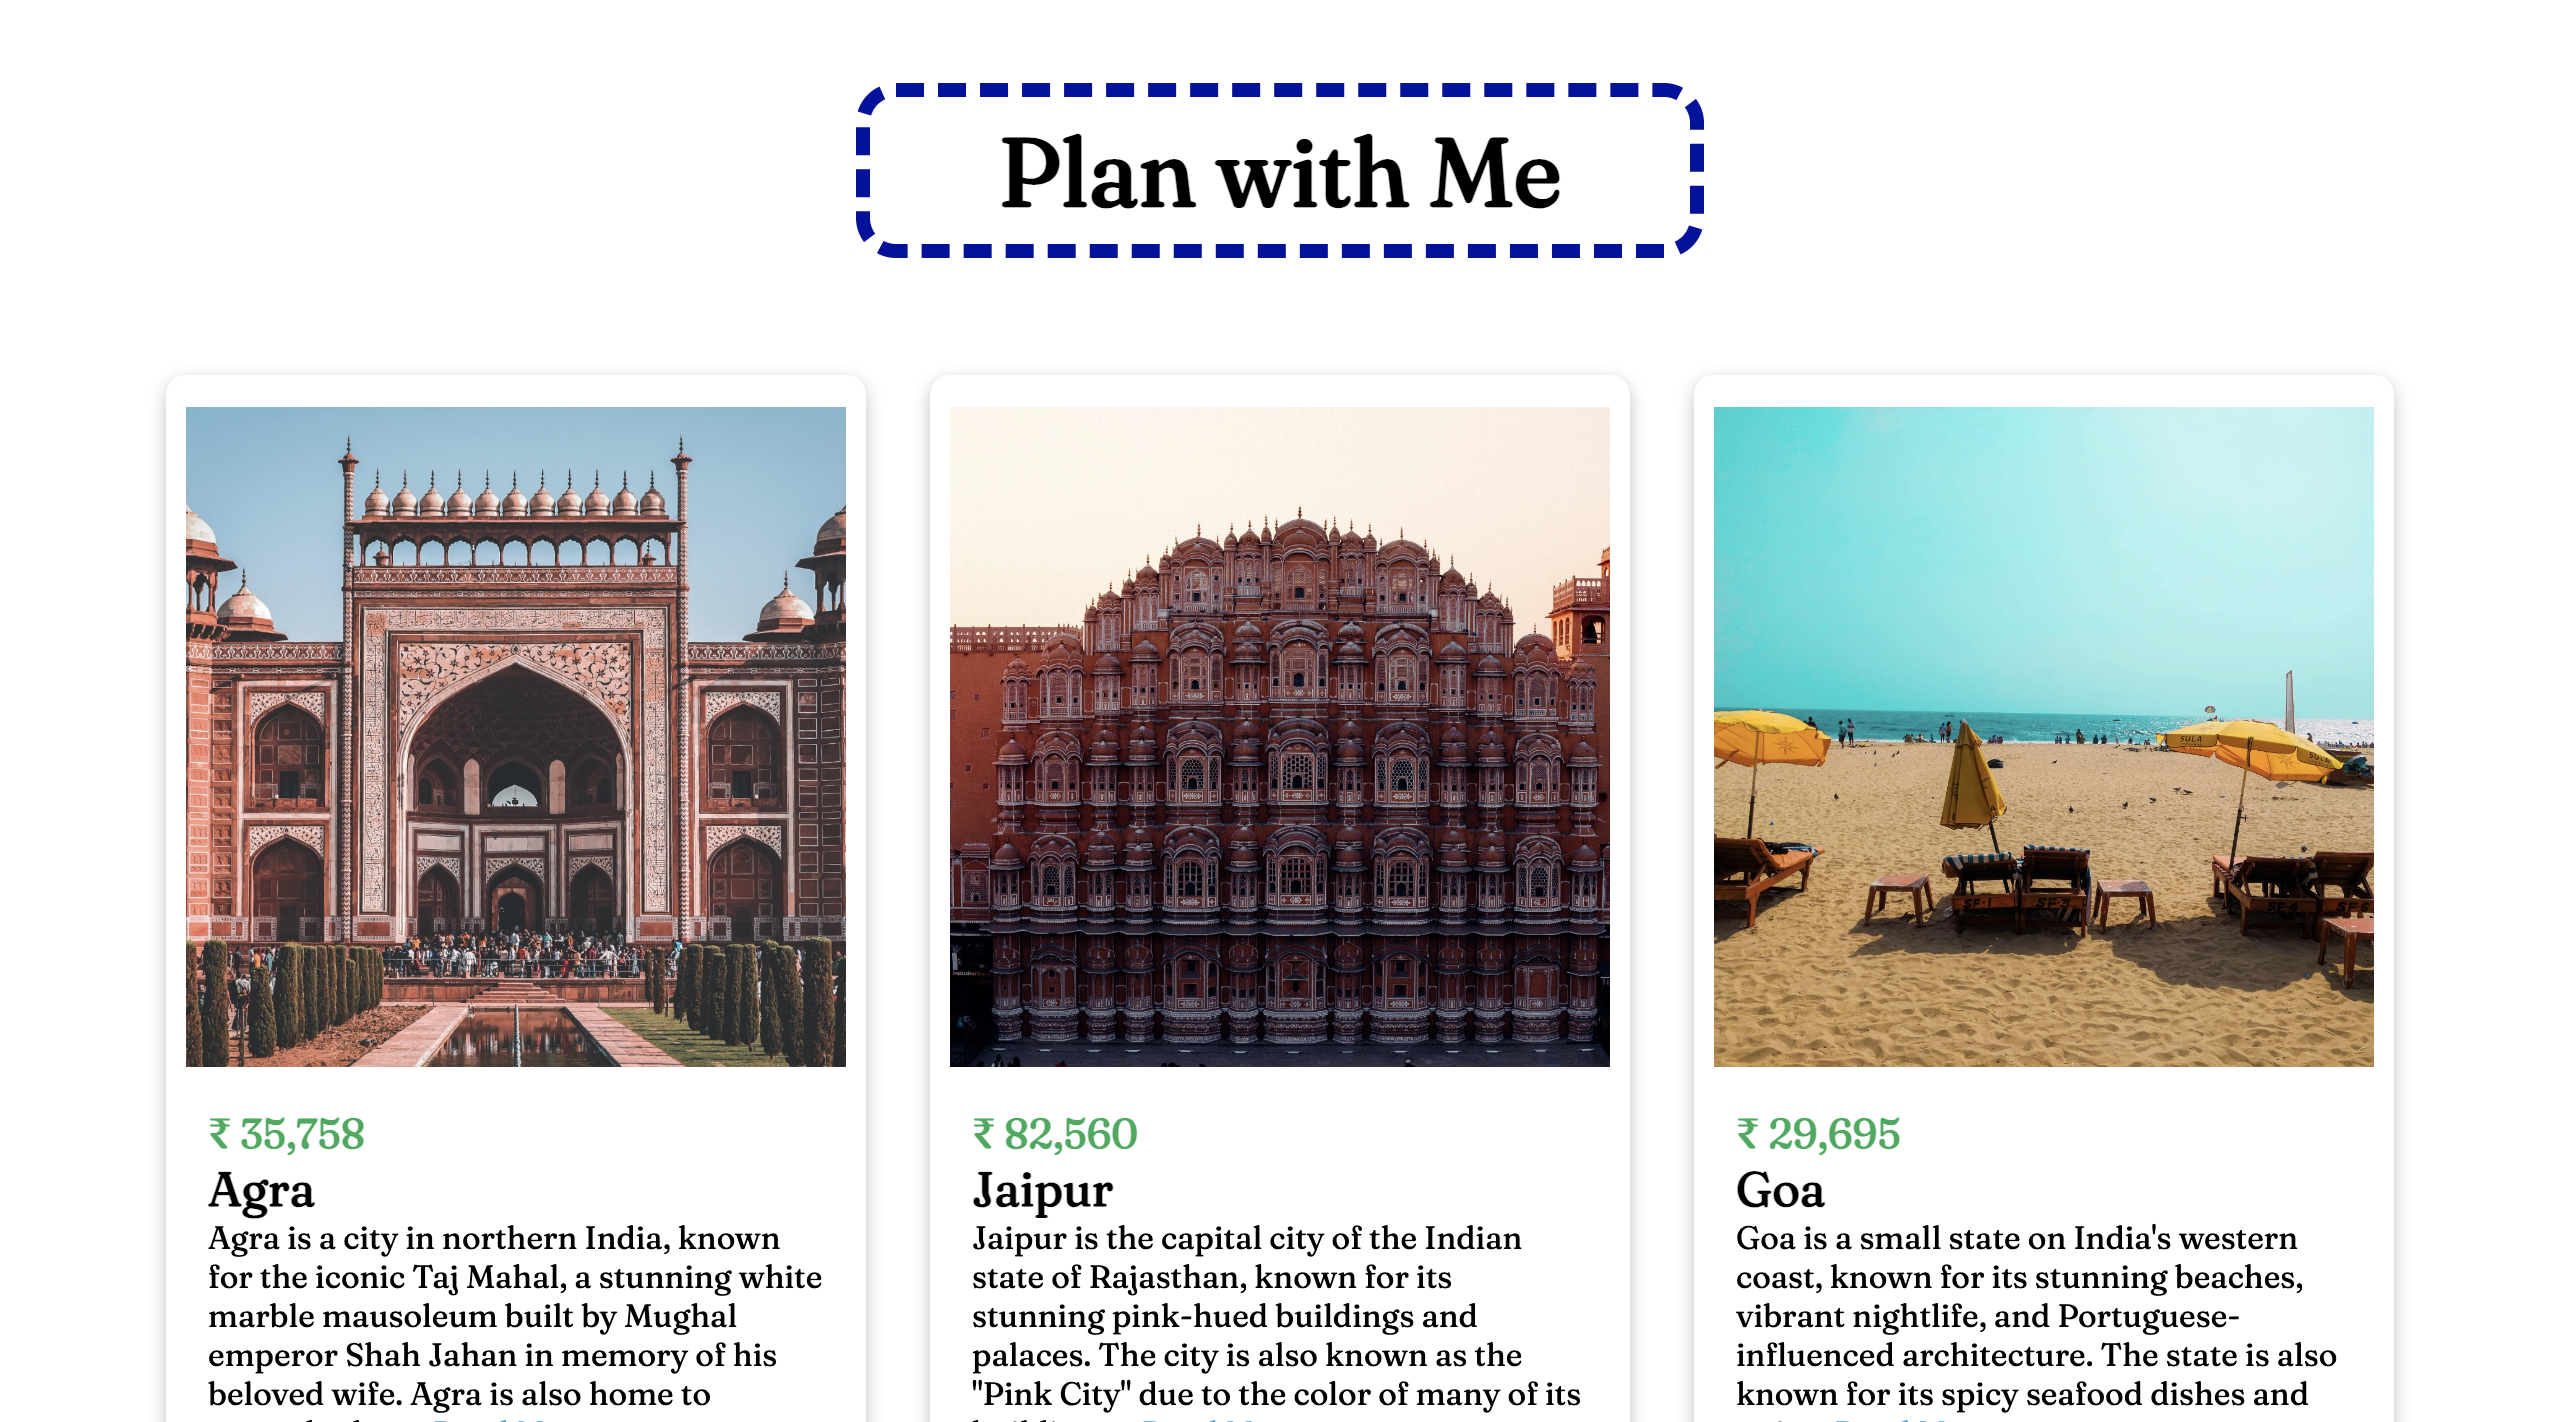 Plan with Me
₹ 35,758
Agra
Agra is a city in northern India, known
for the iconic Taj Mahal, a stunning white
marble mausoleum built by Mughal
emperor Shah Jahan in memory of his
beloved wife. Agra is also home to
₹ 82,560
Jaipur
Jaipur is the capital city of the Indian
state of Rajasthan, known for its
stunning pink-hued buildings and
palaces. The city is also known as the
"Pink City" due to the color of many of its
₹ 29,695
Goa
Goa is a small state on India's western
coast, known for its stunning beaches,
vibrant nightlife, and Portuguese-
influenced architecture. The state is also
known for its spicy seafood dishes and
SULA
SF-1
SF-4